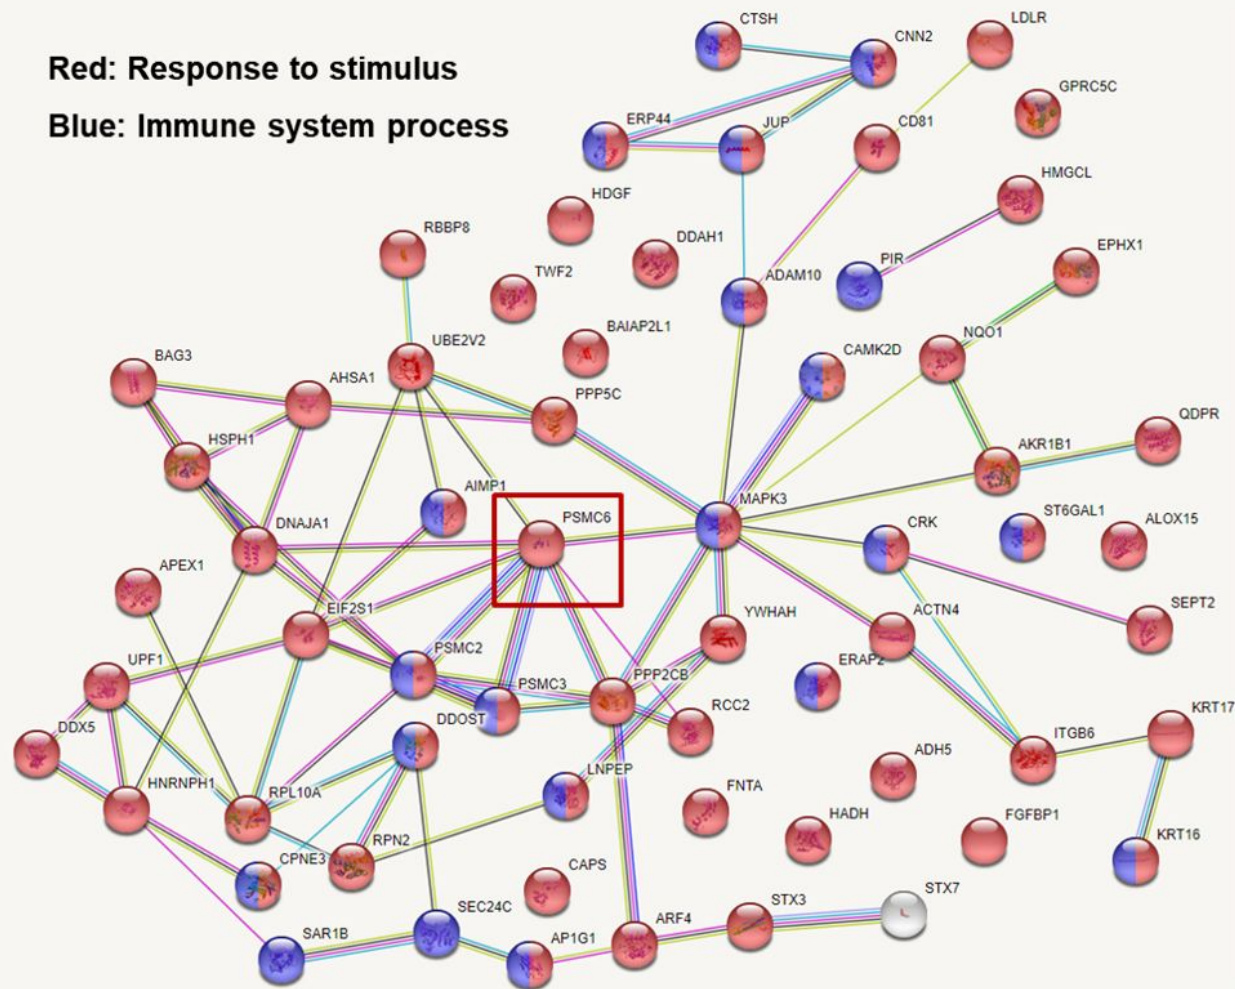 Red: Response to stimulus
Blue: Immune system process
CTSH
CNN2
LDLR
GPRC5C
ERP44
JUP
CD81
HMGCL
HDGF
RBBP8
DDAH1
EPHX1
PIR
TWF2
ADAM10
BAIAP2L1
NQO1
UBE2V2
CAMK2D
BAG3
AHSA1
PPP5C
QDPR
AKR1B1
HSPH1
AIMP1
MAPK3
PSMC6
ST6GAL1
ALOX15
CRK
DNAJA1
APEX1
EIF2S1
YWHAH
ACTN4
SEPT2
UPF1
PSMC2
ERAP2
PSMC3
PPP2CB
RCC2
KRT17
DDX5
DDOST
ITGB6
HNRNPH1
RPL10A
LNPEP
ADH5
FNTA
HADH
FGFBP1
RPN2
KRT16
CPNE3
CAPS
STX7
STX3
SEC24C
ARF4
SAR1B
AP1G1